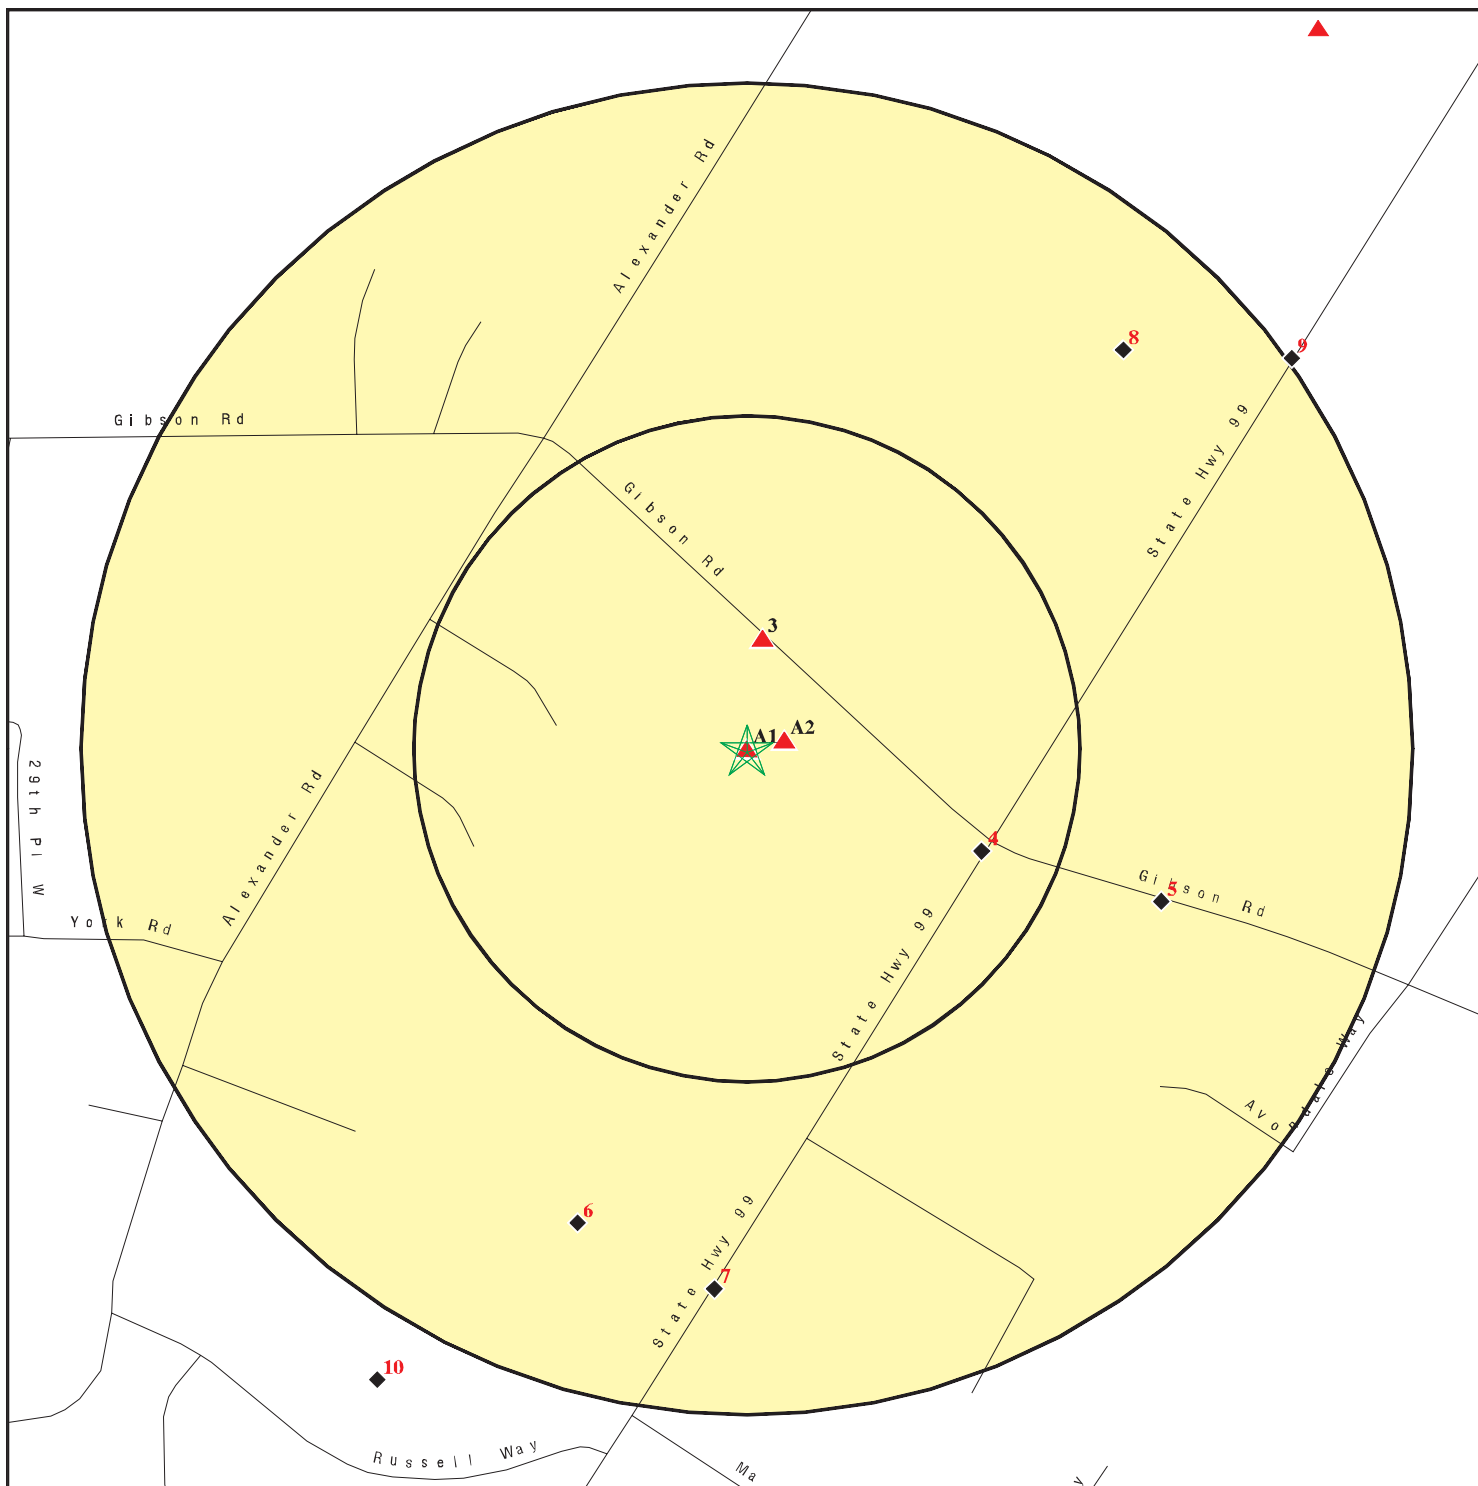 Alexander Rd
8
9
Gibson Rd
State Hwy 99
Gibson Rd
3
A1
A2
29th Pl W
Alexander Rd
4
Gibson Rd
5
York Rd
State Hwy 99
Avondale Way
6
State Hwy 99
7
10
Russell Way
Ma
y